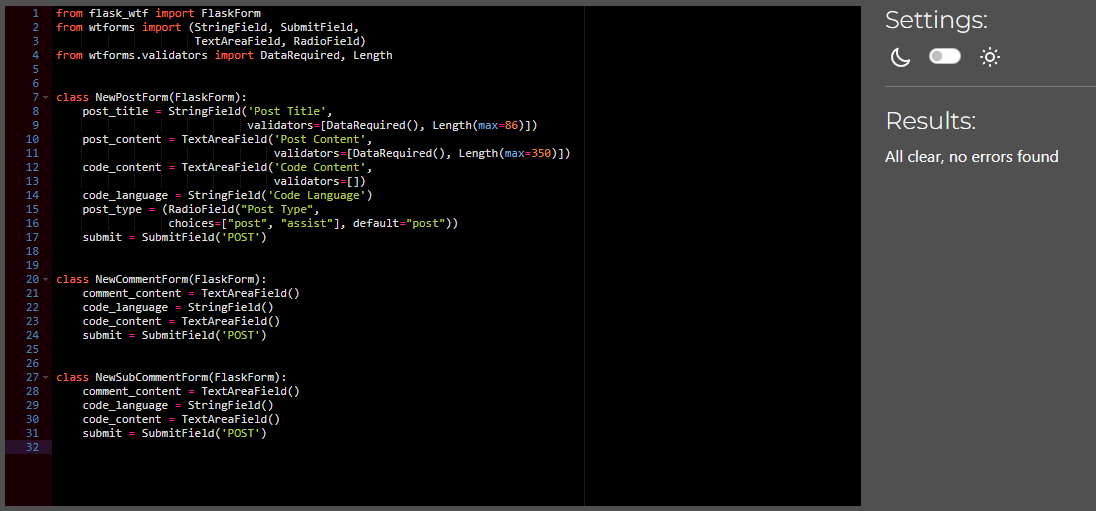 1 from flask_wtf import FlaskForm
2 from wtforms import (StringField, SubmitField,
3                      TextAreaField, RadioField)
4 from wtforms.validators import DataRequired, Length
5
6
7 class NewPostForm(FlaskForm):
8     post_title = StringField('Post Title',
9                              validators=[DataRequired(), Length(max=86)])
10     post_content = TextAreaField('Post Content',
11                                  validators=[DataRequired(), Length(max=350)])
12     code_content = TextAreaField('Code Content',
13                                  validators=[])
14     code_language = StringField('Code Language')
15     post_type = (RadioField("Post Type",
16                  choices=["post", "assist"], default="post"))
17     submit = SubmitField('POST')
18
19
20 class NewCommentForm(FlaskForm):
21     comment_content = TextAreaField()
22     code_language = StringField()
23     code_content = TextAreaField()
24     submit = SubmitField('POST')
25
26
27 class NewSubCommentForm(FlaskForm):
28     comment_content = TextAreaField()
29     code_language = StringField()
30     code_content = TextAreaField()
31     submit = SubmitField('POST')
32
Settings:
Results:
All clear, no errors found